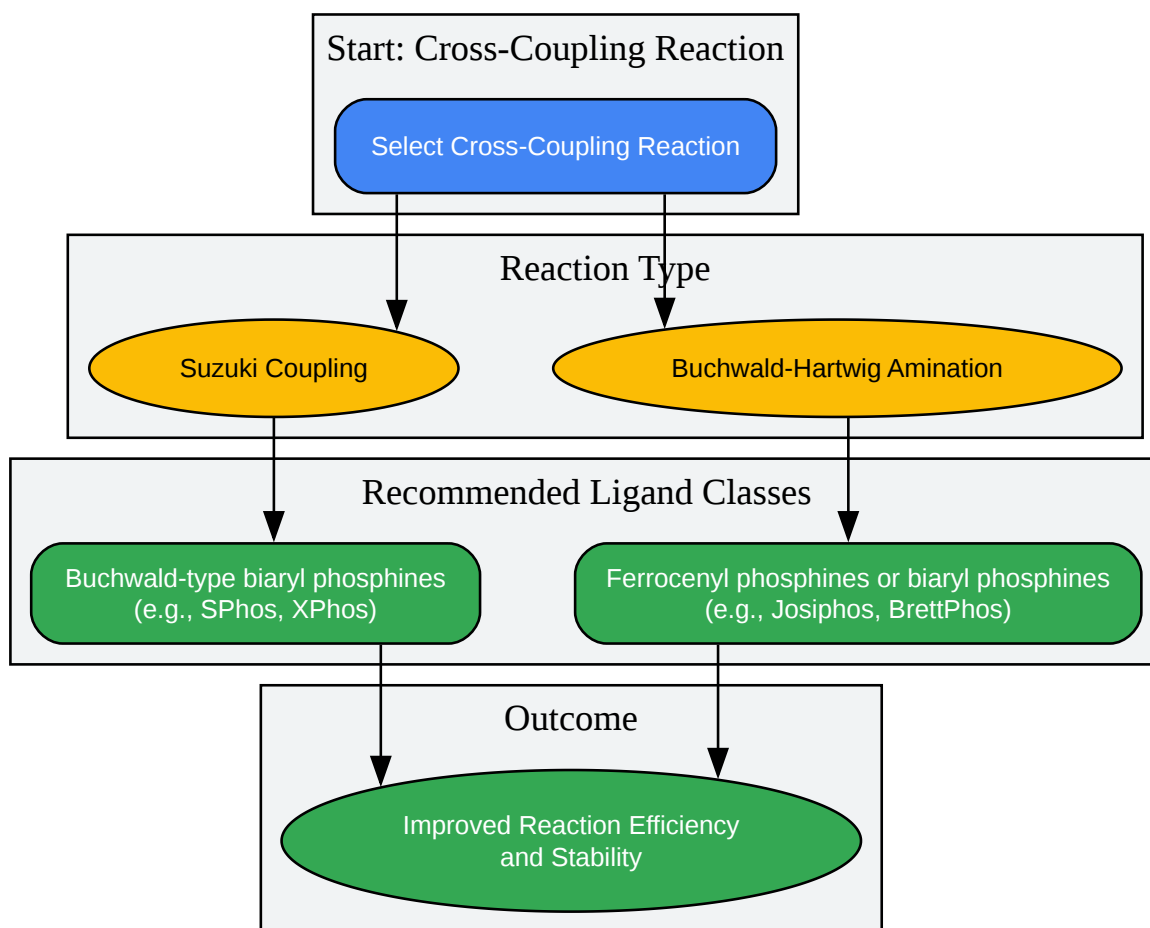 Start: Cross-Coupling Reaction
Select Cross-Coupling Reaction
Reaction Type
Suzuki Coupling
Buchwald-Hartwig Amination
Recommended Ligand Classes
Buchwald-type biaryl phosphines
(e.g., SPhos, XPhos)
Ferrocenyl phosphines or biaryl phosphines
(e.g., Josiphos, BrettPhos)
Outcome
Improved Reaction Efficiency
and Stability